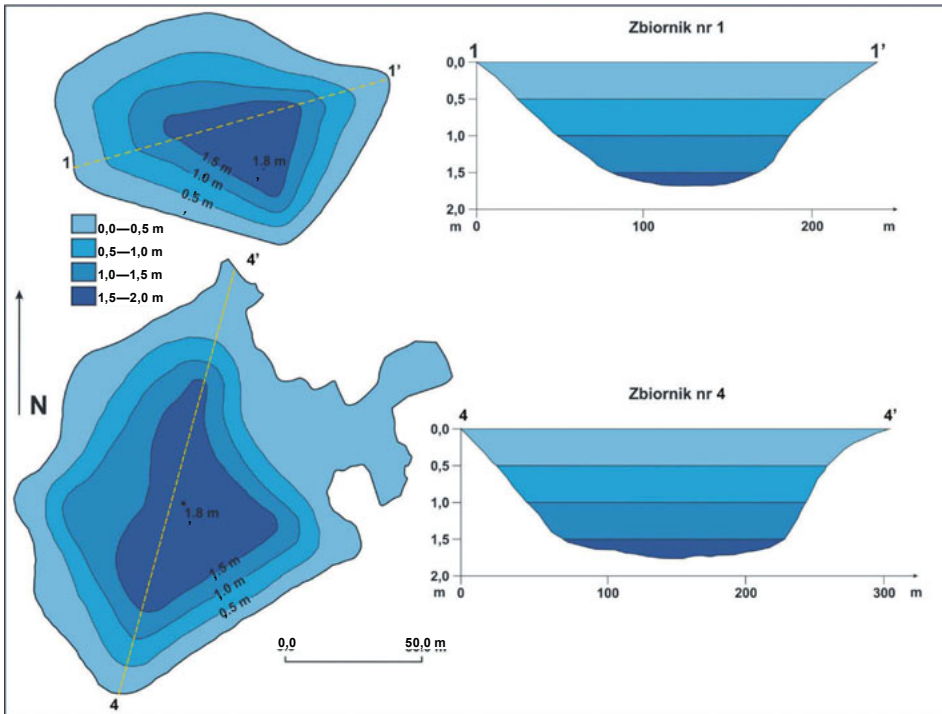 1
1'
1.5 m
1.8 m
1.0 m
0.5 m
0,0—0,5 m
0,5—1,0 m
1,0—1,5 m
1,5—2,0 m
Zbiornik nr 1
1
1'
0,0
0,5
1,0
1,5
2,0
m
0
100
200
m
4'
N
1.8 m
1.5 m
1.0 m
0.5 m
4
0,0
50,0 m
Zbiornik nr 4
4
4'
0,0
0,5
1,0
1,5
2,0
m
0
100
200
300
m